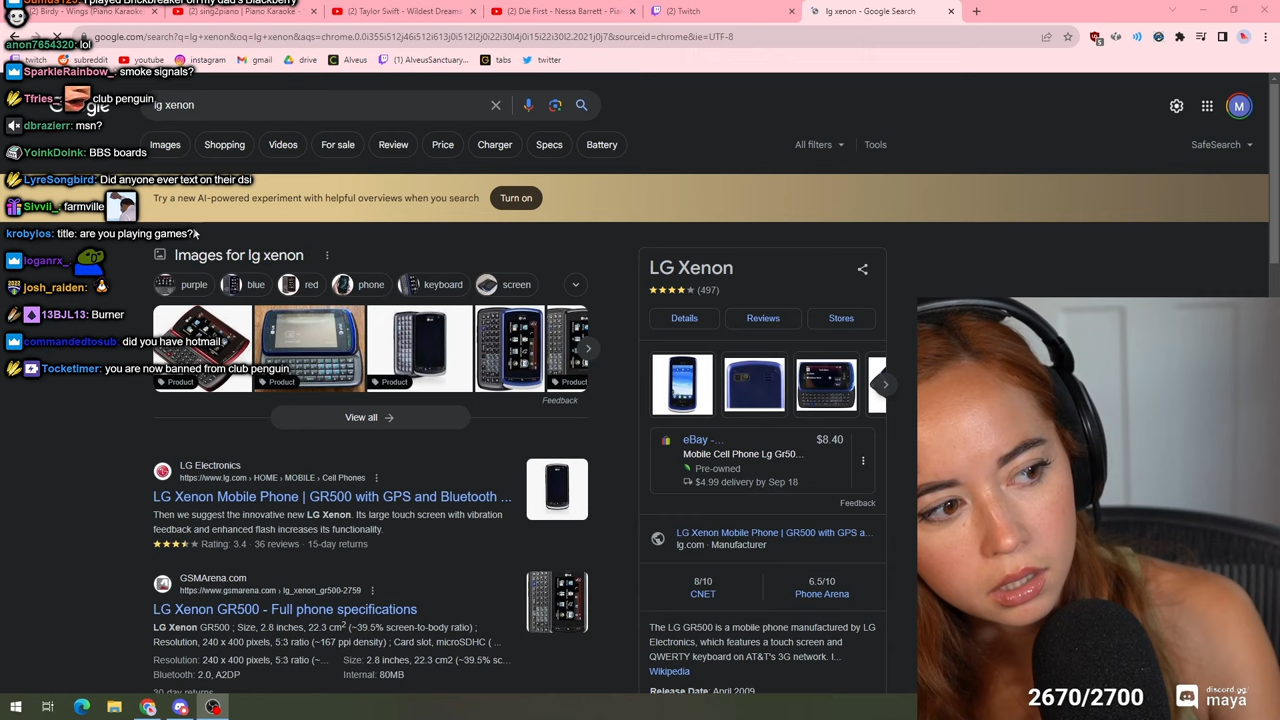 (2) Birdy - Wings (Piano Karaoke
(2) sing2piano | Piano Karaoke
(2) Taylor Swift - Wildest Dreams
(2) Die First - Nessa Barrett - Pi
(2) Twitch
lg xenon - Google Search
google.com/search?q=lg+xenon&oq=lg+xenon&aqs=chrome.0.0i355i512j46i512i613j0i512l2j0i22i30l4j0i15i22i30l2.2021j0j7&sourceid=chrome&ie=UTF-8
twitch
subreddit
youtube
instagram
gmail
drive
Alveus
(1) AlveusSanctuary...
tabs
twitter
I played Brickbreaker on my dad's Blackberry
anon7654320: lol
SparkleRainbow_: smoke signals?
Tfries_: club penguin
dbrazierr: msn?
YoinkDoink: BBS boards
LyreSongbird: Did anyone ever text on their dsi
Sivvii_: farmville
krobylos: title: are you playing games?
loganrx_:
josh_raiden:
13BJL13: Burner
commandedtosub: did you have hotmail
TocketImer: you are now banned from club penguin
lg xenon
Images
Shopping
Videos
For sale
Review
Price
Charger
Specs
Battery
All filters
Tools
SafeSearch
Try a new AI-powered experiment with helpful overviews when you search
Turn on
Images for lg xenon
purple
blue
red
phone
keyboard
screen
Product
Product
Product
Product
Feedback
View all
LG Electronics
https://www.lg.com › HOME › MOBILE › Cell Phones
LG Xenon Mobile Phone | GR500 with GPS and Bluetooth ...
Then we suggest the innovative new LG Xenon. Its large touch screen with vibration
feedback and enhanced flash increases its functionality.
Rating: 3.4 · 36 reviews · 15-day returns
GSMArena.com
https://www.gsmarena.com › lg_xenon_gr500-2759
LG Xenon GR500 - Full phone specifications
LG Xenon GR500 ; Size, 2.8 inches, 22.3 cm2 (~39.5% screen-to-body ratio) ;
Resolution, 240 x 400 pixels, 5:3 ratio (~167 ppi density) ; Card slot, microSDHC ( ...
Resolution: 240 x 400 pixels, 5:3 ratio (~...
Size: 2.8 inches, 22.3 cm2 (~39.5% sc...
Bluetooth: 2.0, A2DP
Internal: 80MB
30-day returns
LG Xenon
(497)
Details
Reviews
Stores
eBay -...
$8.40
Mobile Cell Phone Lg Gr50...
Pre-owned
$4.99 delivery by Sep 18
Feedback
LG Xenon Mobile Phone | GR500 with GPS a...
lg.com · Manufacturer
8/10
CNET
6.5/10
Phone Arena
The LG GR500 is a mobile phone manufactured by LG
Electronics, which features a touch screen and
QWERTY keyboard on AT&T's 3G network. I...
Wikipedia
Release Date: April 2009
2670/2700
discord.gg/
maya